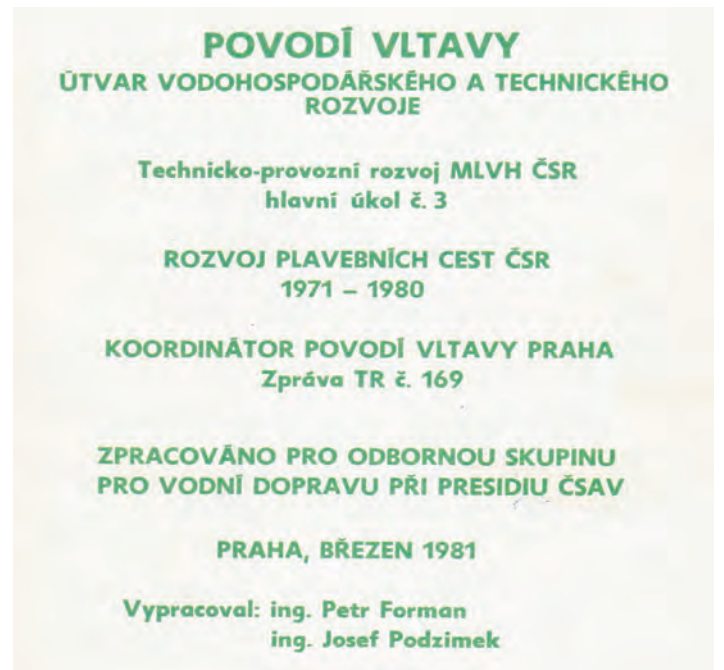 POVODÍ VLTAVY
ÚTVAR VODOHOSPODÁŘSKÉHO A TECHNICKÉHO
ROZVOJE
Technicko-provozní rozvoj MLVH ČSR
hlavní úkol č. 3
ROZVOJ PLAVEBNÍCH CEST ČSR
1971 – 1980
KOORDINÁTOR POVODÍ VLTAVY PRAHA
Zpráva TR č. 169
ZPRACOVÁNO PRO ODBORNOU SKUPINU
PRO VODNÍ DOPRAVU PŘI PRESIDIU ČSAV
PRAHA, BŘEZEN 1981
Vypracoval: ing. Petr Forman
ing. Josef Podzimek